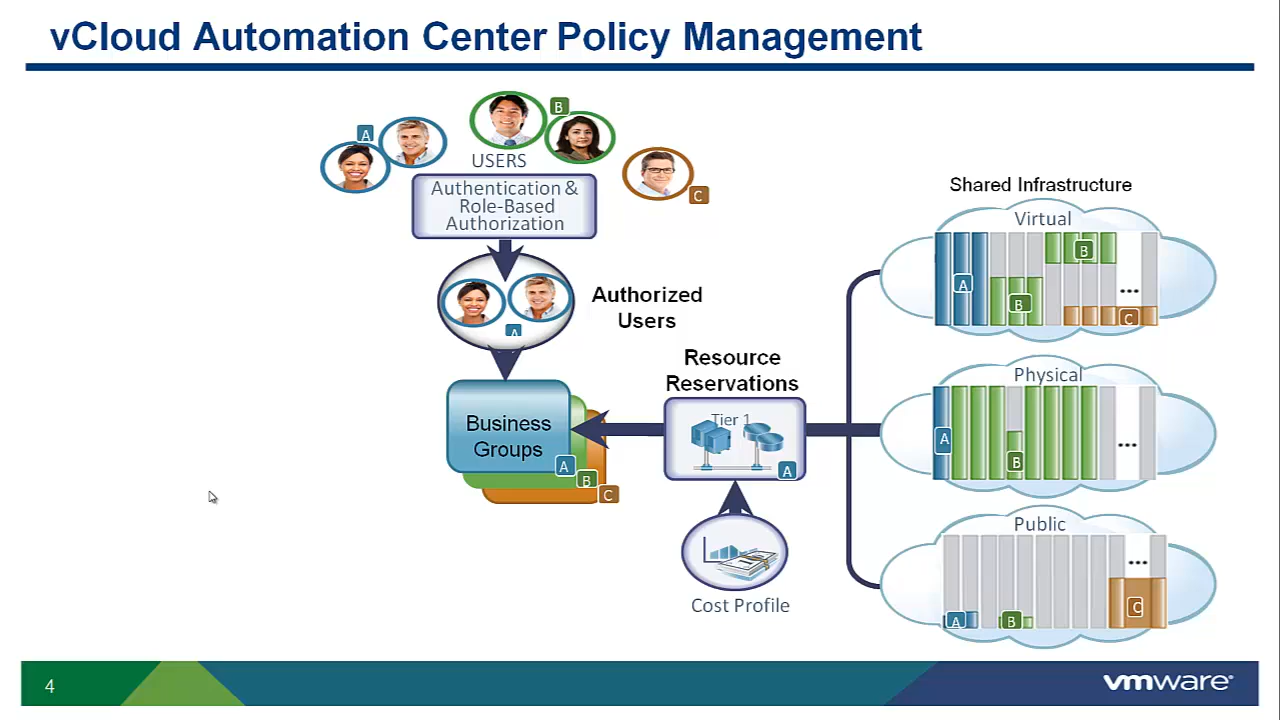 vCloud Automation Center Policy Management
A
B
USERS
C
Authentication &
Role-Based
Authorization
A
Authorized
Users
Business
Groups
A
B
C
Resource
Reservations
Tier 1
A
Cost Profile
Shared Infrastructure
Virtual
A
B
B
...
C
Physical
A
B
...
Public
...
A
B
C
4
vmware